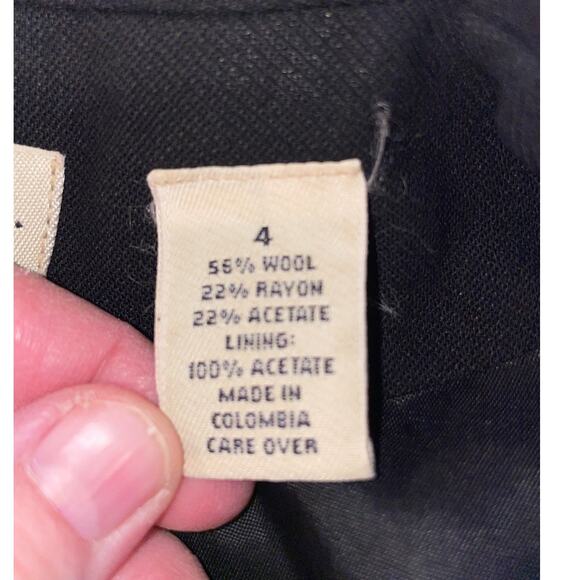 4
56% WOOL
22% RAYON
22% ACETATE
LINING:
100% ACETATE
MADE IN
COLOMBIA
CARE OVER